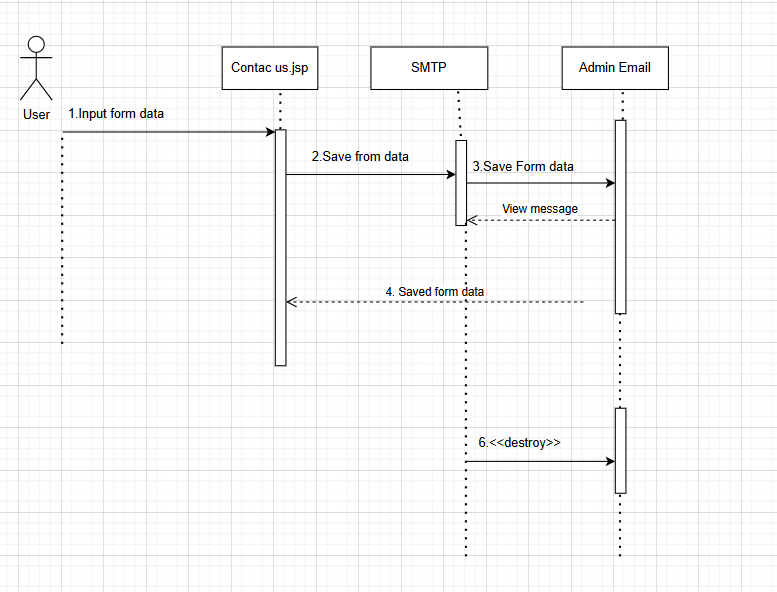 Contac us.jsp
SMTP
Admin Email
User
1.Input form data
2.Save from data
3.Save Form data
View message
4. Saved form data
6.<<destroy>>